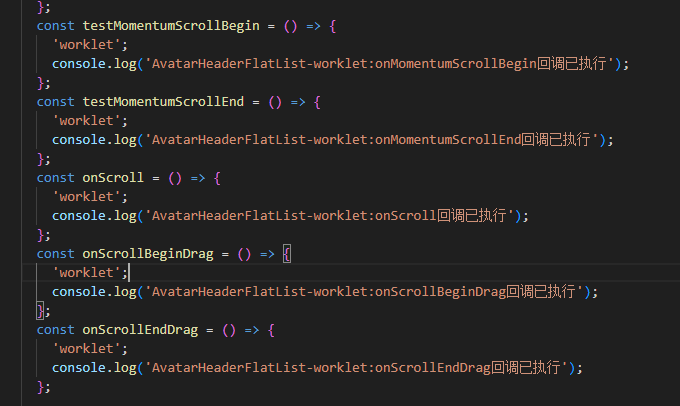 };
const testMomentumScrollBegin = () => {
'worklet';
console.log('AvatarHeaderFlatList-worklet:onMomentumScrollBegin回调已执行');
};
const testMomentumScrollEnd = () => {
'worklet';
console.log('AvatarHeaderFlatList-worklet:onMomentumScrollEnd回调已执行');
};
const onScroll = () => {
'worklet';
console.log('AvatarHeaderFlatList-worklet:onScroll回调已执行');
};
const onScrollBeginDrag = () => {
'worklet';
console.log('AvatarHeaderFlatList-worklet:onScrollBeginDrag回调已执行');
};
const onScrollEndDrag = () => {
'worklet';
console.log('AvatarHeaderFlatList-worklet:onScrollEndDrag回调已执行');
};